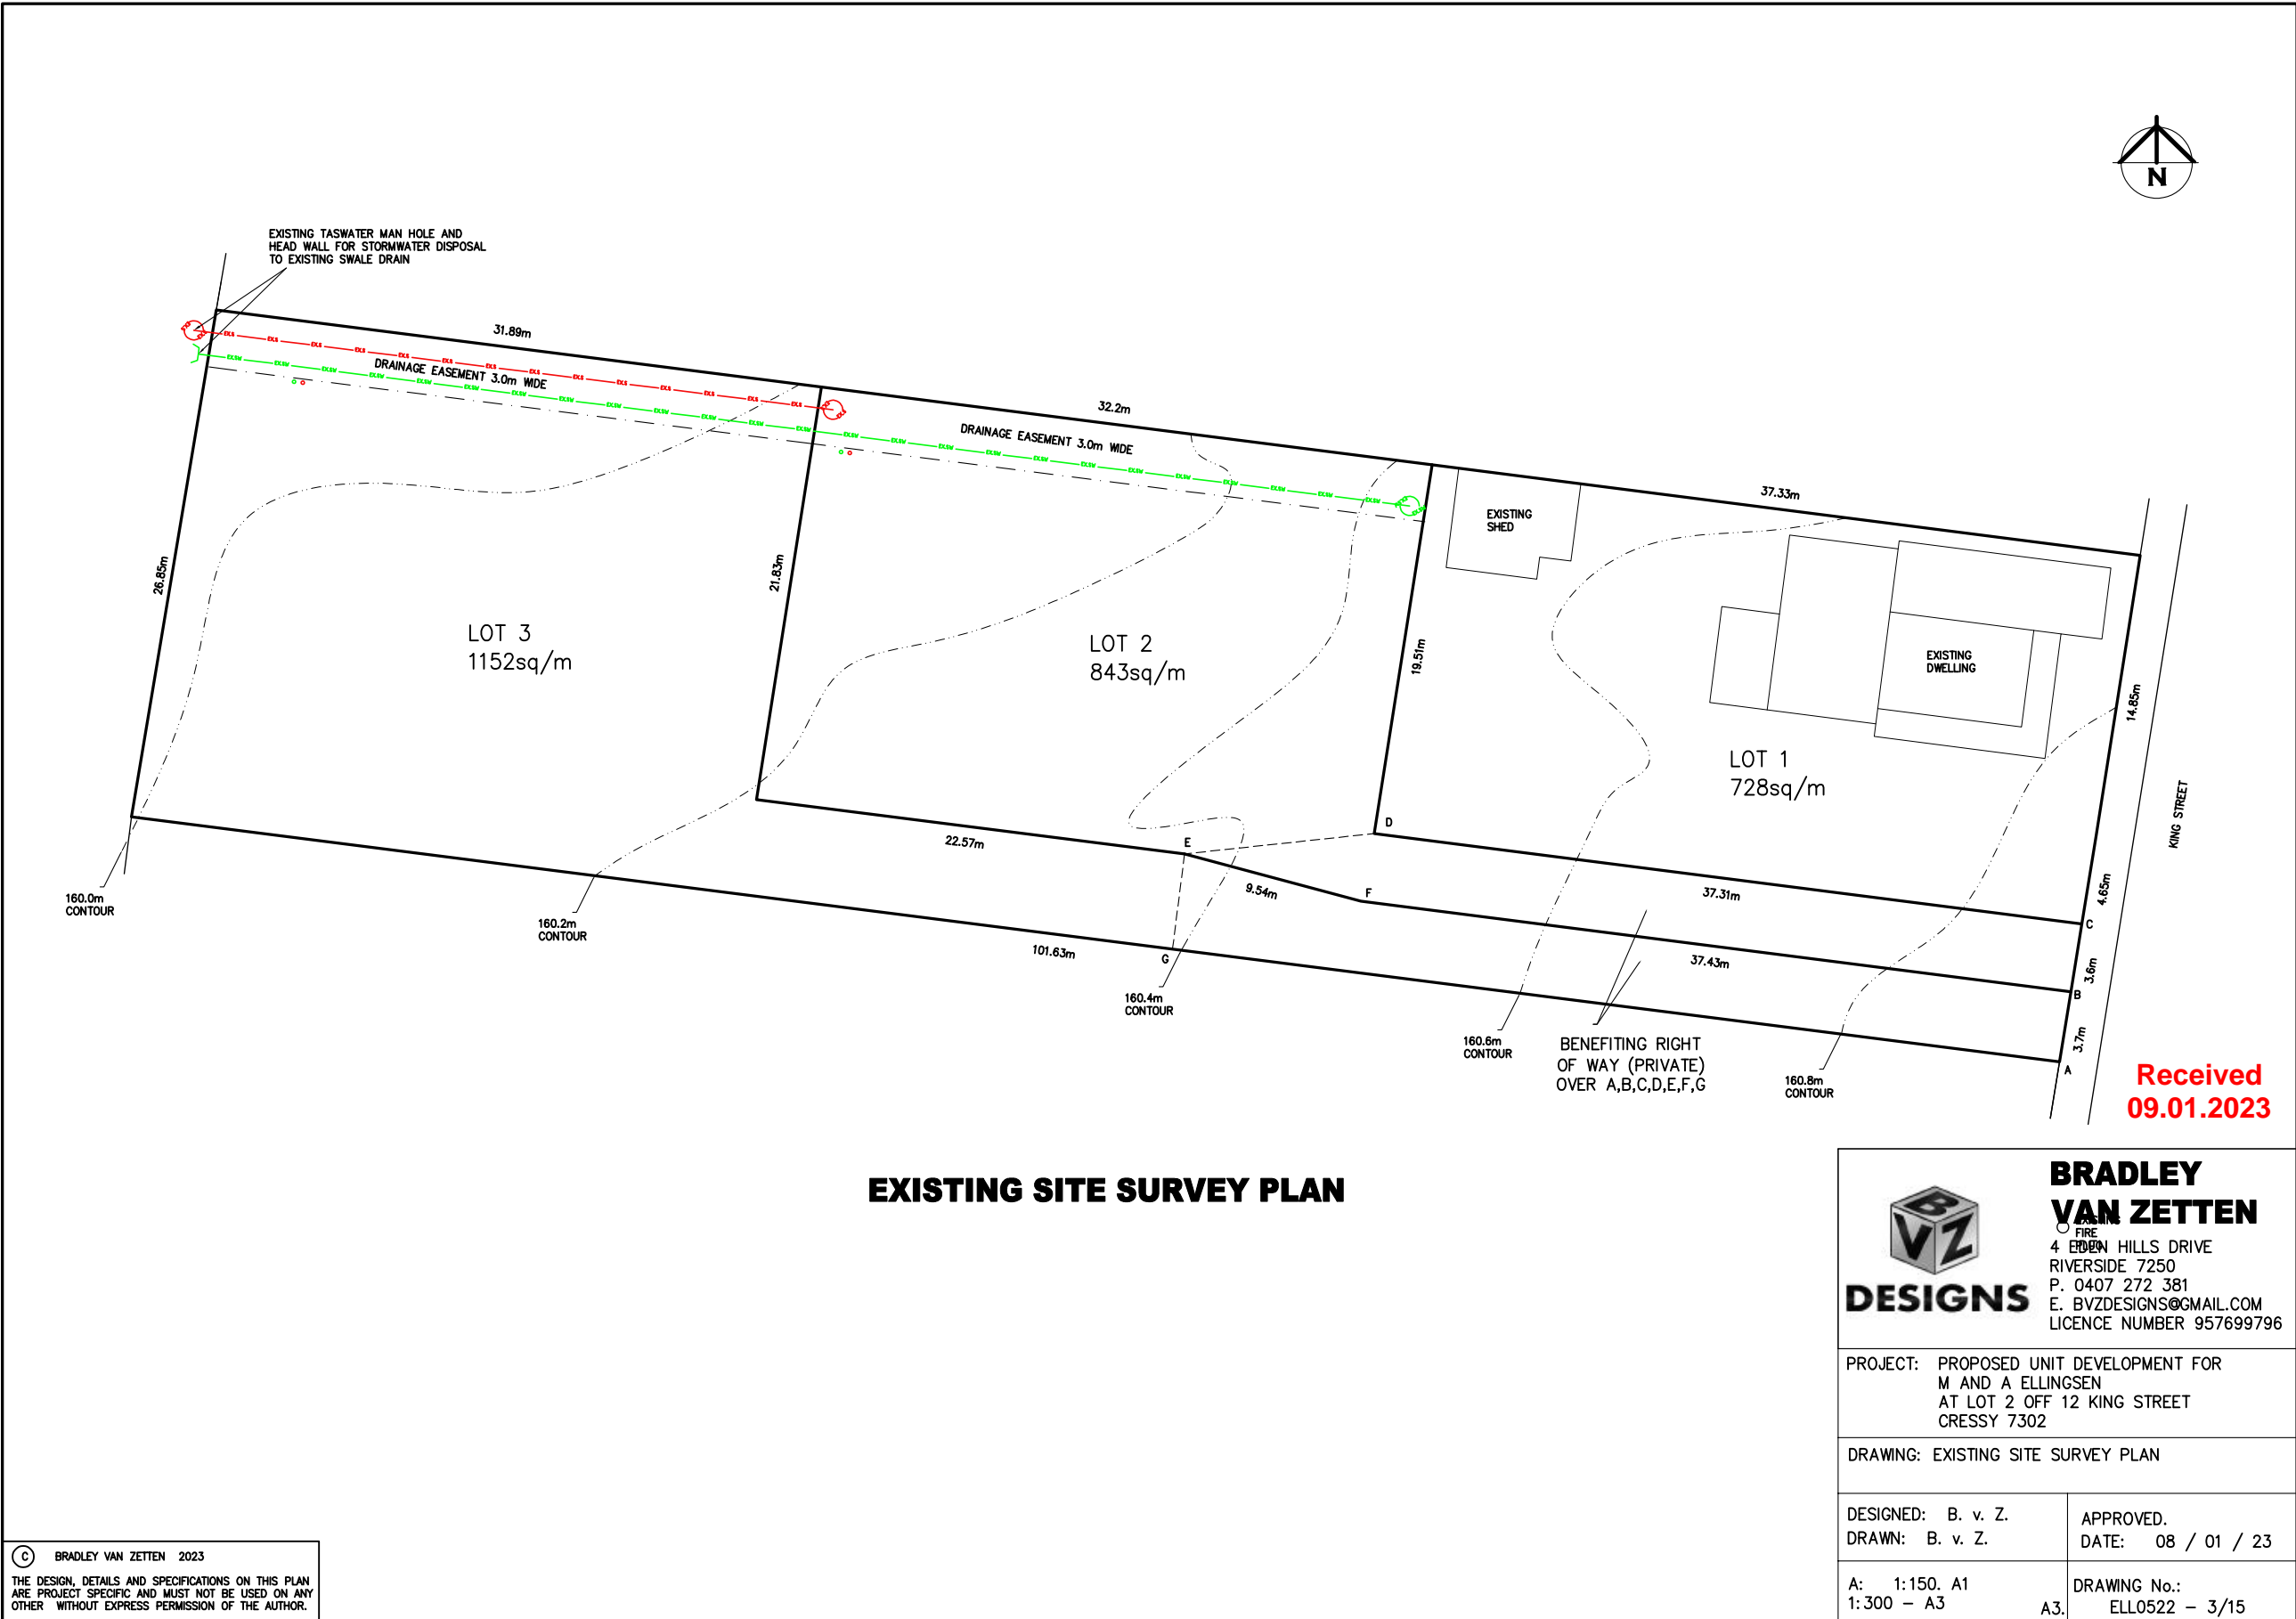 N
EXISTING TASWATER MAN HOLE AND
HEAD WALL FOR STORMWATER DISPOSAL
TO EXISTING SWALE DRAIN
31.89m
DRAINAGE EASEMENT 3.0m WIDE
32.2m
DRAINAGE EASEMENT 3.0m WIDE
37.33m
EXISTING
SHED
26.85m
21.83m
19.51m
LOT 3
1152sq/m
LOT 2
843sq/m
EXISTING
DWELLING
14.85m
LOT 1
728sq/m
KING STREET
D
22.57m
E
9.54m
F
37.31m
4.65m
C
160.0m
CONTOUR
160.2m
CONTOUR
101.63m
G
37.43m
3.6m
B
160.4m
CONTOUR
160.6m
CONTOUR
BENEFITING RIGHT
OF WAY (PRIVATE)
OVER A,B,C,D,E,F,G
160.8m
CONTOUR
3.7m
A
Received
09.01.2023
EXISTING SITE SURVEY PLAN
BVZ
DESIGNS
BRADLEY
VAN ZETTEN
EXISTING
FIRE
PLUG
4 EDEN HILLS DRIVE
RIVERSIDE 7250
P. 0407 272 381
E. BVZDESIGNS@GMAIL.COM
LICENCE NUMBER 957699796
PROJECT: PROPOSED UNIT DEVELOPMENT FOR
M AND A ELLINGSEN
AT LOT 2 OFF 12 KING STREET
CRESSY 7302
DRAWING: EXISTING SITE SURVEY PLAN
DESIGNED: B. v. Z.
DRAWN: B. v. Z.
APPROVED.
DATE: 08 / 01 / 23
A: 1:150. A1
1:300 - A3
A3.
DRAWING No.:
ELL0522 - 3/15
C BRADLEY VAN ZETTEN 2023
THE DESIGN, DETAILS AND SPECIFICATIONS ON THIS PLAN
ARE PROJECT SPECIFIC AND MUST NOT BE USED ON ANY
OTHER WITHOUT EXPRESS PERMISSION OF THE AUTHOR.